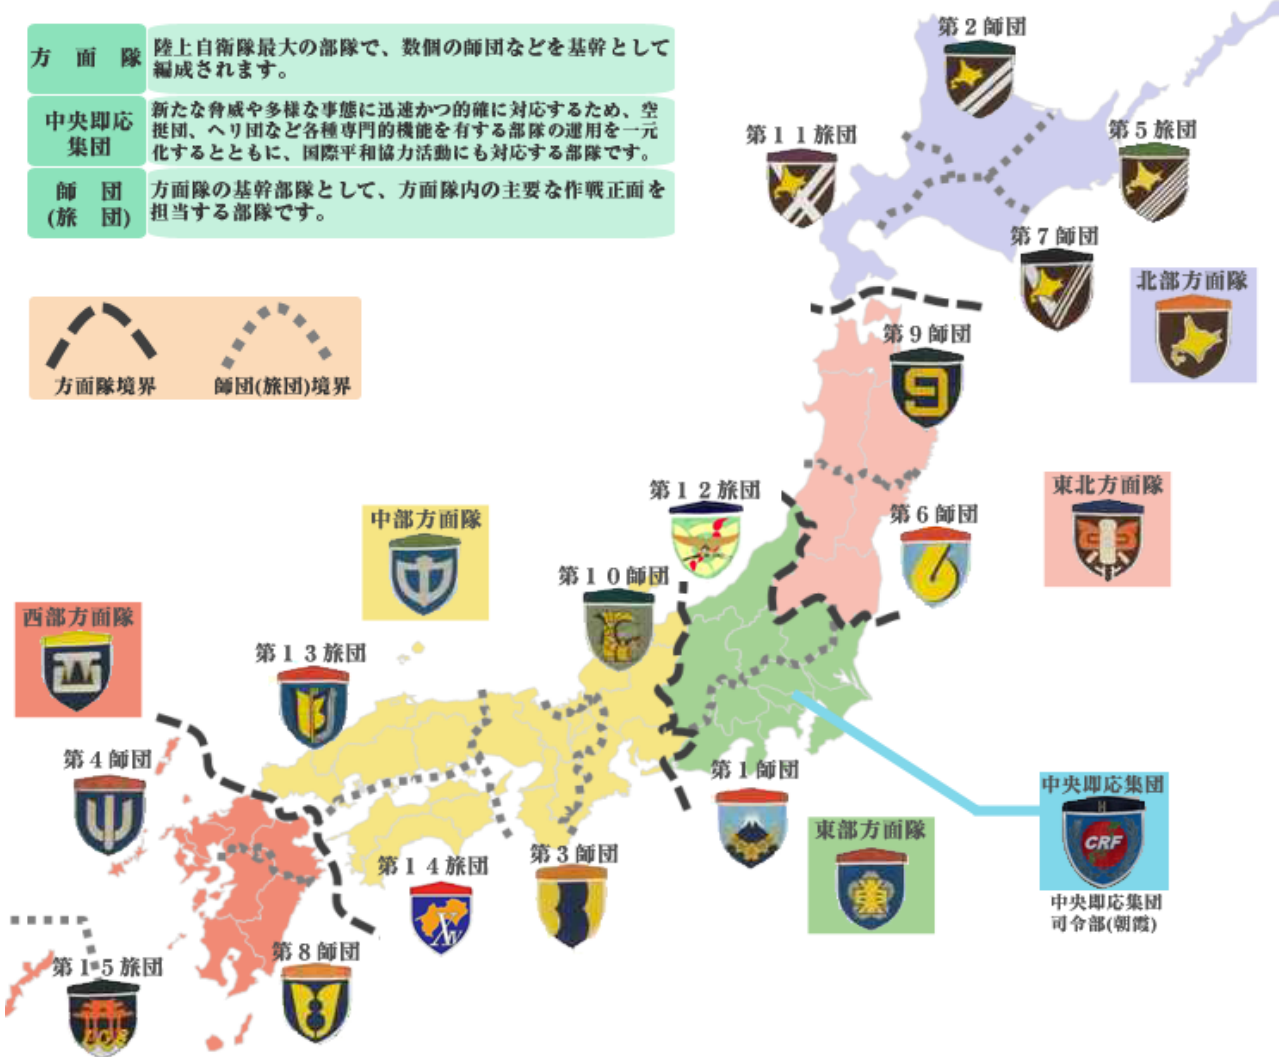 方面隊
陸上自衛隊最大の部隊で、数個の師団などを基幹として
編成されます。
中央即応
集団
新たな脅威や多様な事態に迅速かつ的確に対応するため、空
挺団、ヘリ団など各種専門的機能を有する部隊の運用を一元
化するとともに、国際平和協力活動にも対応する部隊です。
師団
(旅団)
方面隊の基幹部隊として、方面隊内の主要な作戦正面を
担当する部隊です。
方面隊境界
師団(旅団)境界
第2師団
第11旅団
第5旅団
第7師団
北部方面隊
第9師団
9
東北方面隊
第12旅団
第6師団
6
中部方面隊
第10師団
西部方面隊
第13旅団
第4師団
第1師団
中央即応集団
CRF
中央即応集団
司令部(朝霞)
東部方面隊
第3師団
第14旅団
XIV
第8師団
第15旅団